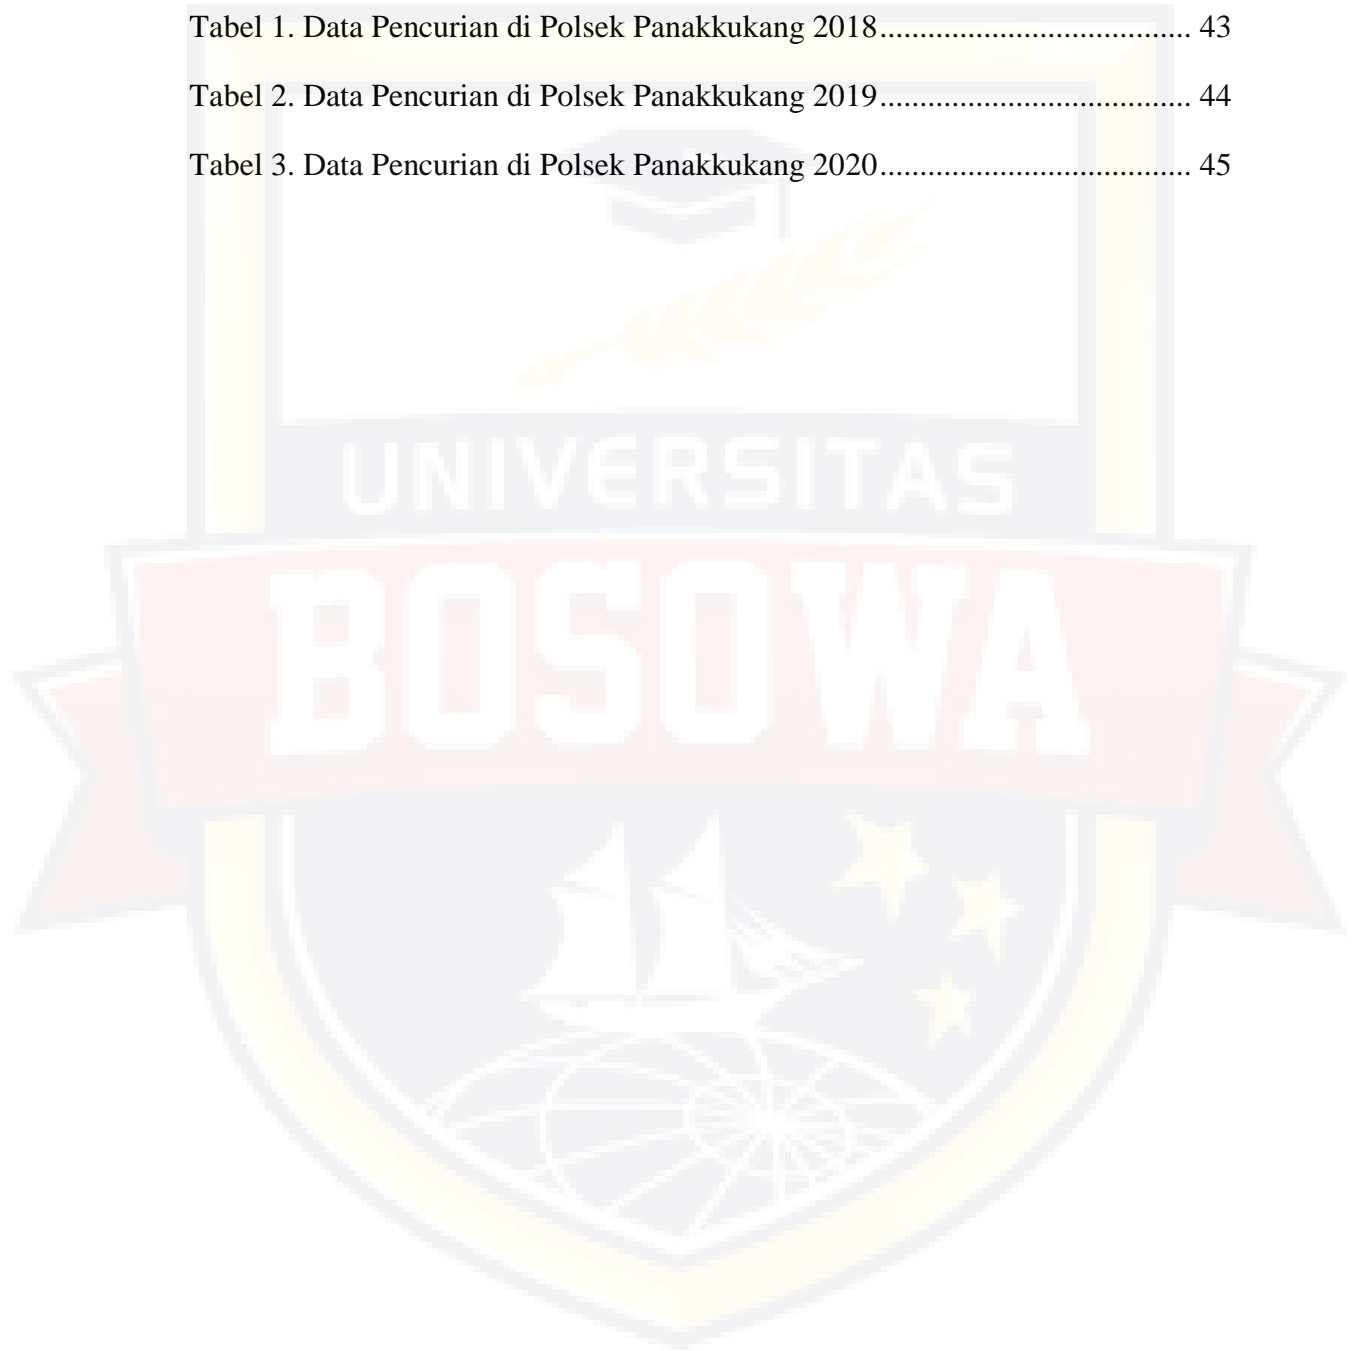 Tabel 1. Data Pencurian di Polsek Panakkukang 2018....................................... 43
Tabel 2. Data Pencurian di Polsek Panakkukang 2019....................................... 44
Tabel 3. Data Pencurian di Polsek Panakkukang 2020....................................... 45
UNIVERSITAS
BOSOWA